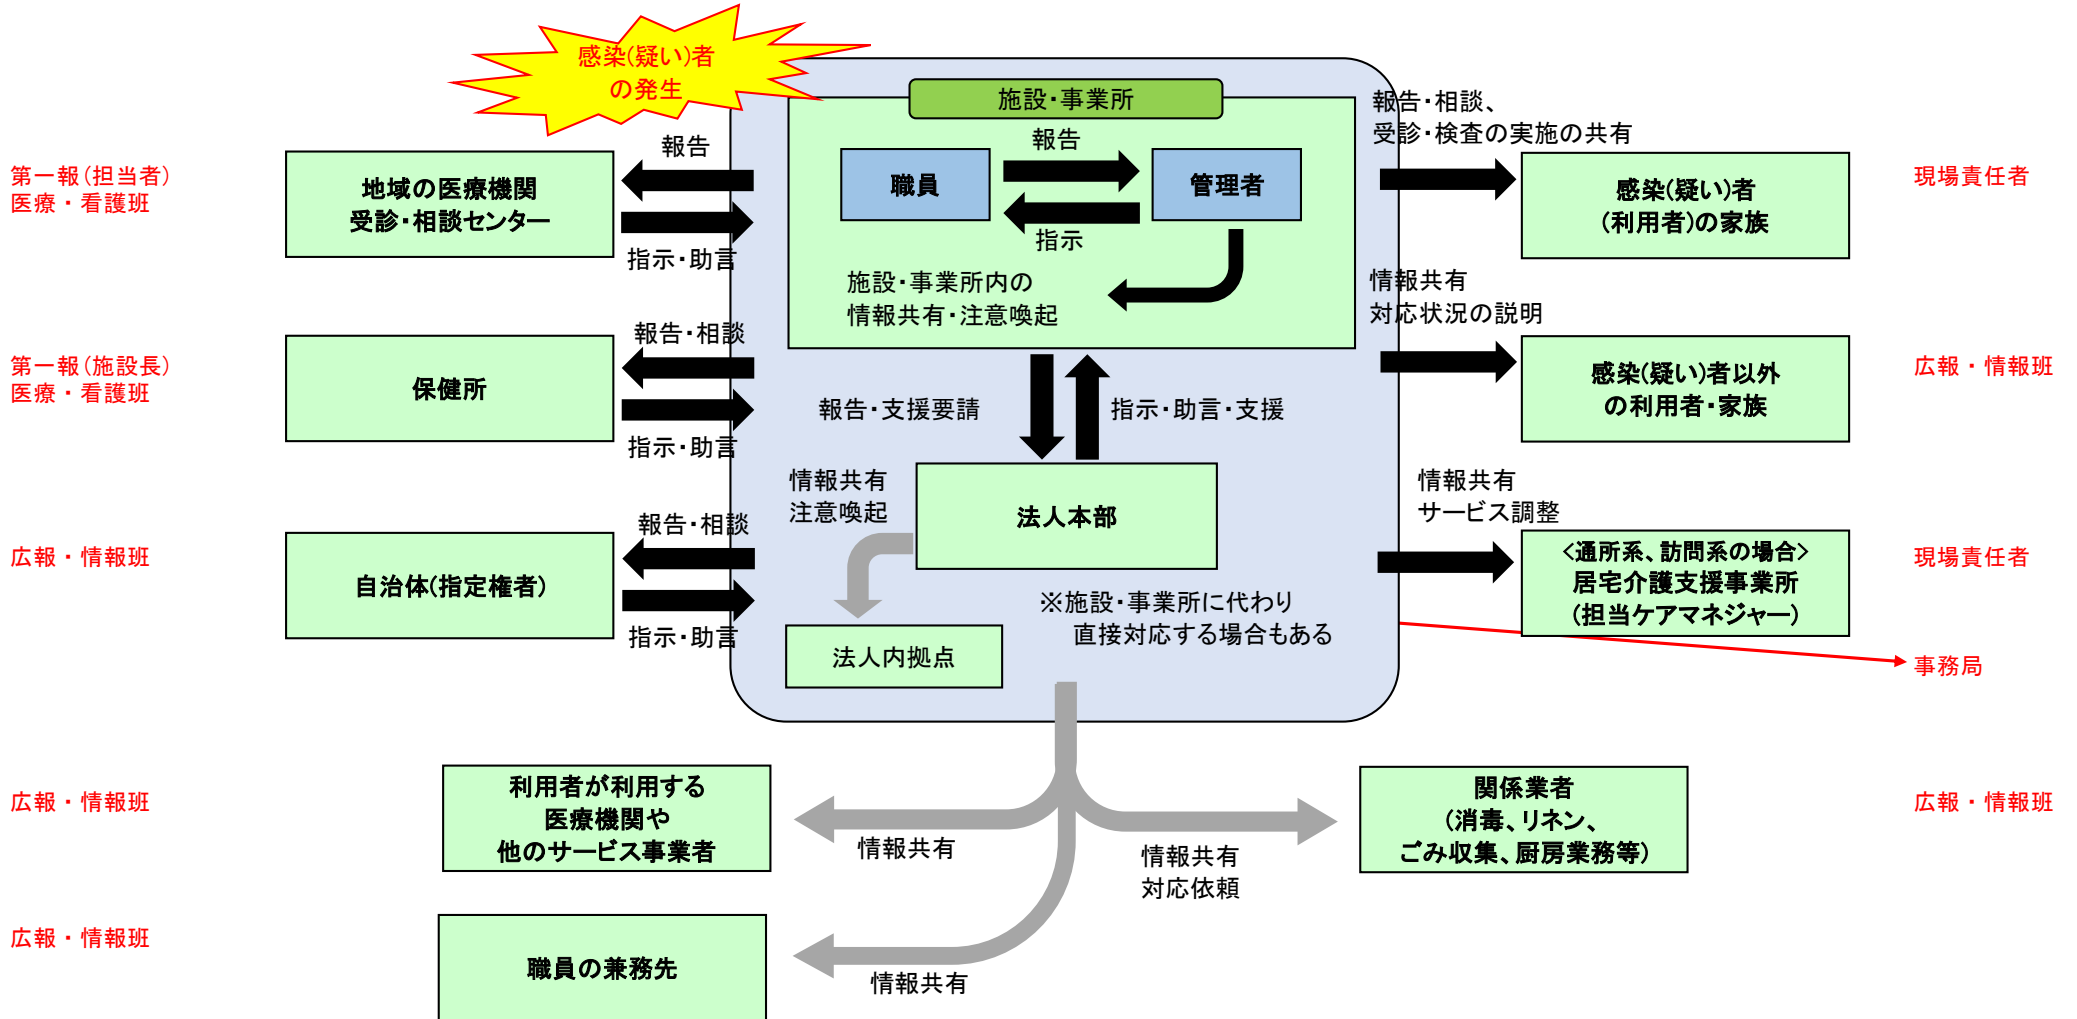 感染(疑い)者
の発生
施設・事業所
報告
職員
管理者
指示
施設・事業所内の
情報共有・注意喚起
報告・支援要請
指示・助言・支援
情報共有
注意喚起
法人本部
※施設・事業所に代わり
直接対応する場合もある
法人内拠点
第一報(担当者)
医療・看護班
地域の医療機関
受診・相談センター
報告
指示・助言
第一報(施設長)
医療・看護班
保健所
報告・相談
指示・助言
広報・情報班
自治体(指定権者)
報告・相談
指示・助言
報告・相談、
受診・検査の実施の共有
感染(疑い)者
(利用者)の家族
現場責任者
情報共有
対応状況の説明
感染(疑い)者以外
の利用者・家族
広報・情報班
情報共有
サービス調整
<通所系、訪問系の場合>
居宅介護支援事業所
(担当ケアマネジャー)
現場責任者
事務局
広報・情報班
利用者が利用する
医療機関や
他のサービス事業者
情報共有
情報共有
対応依頼
関係業者
(消毒、リネン、
ごみ収集、厨房業務等)
広報・情報班
広報・情報班
職員の兼務先
情報共有